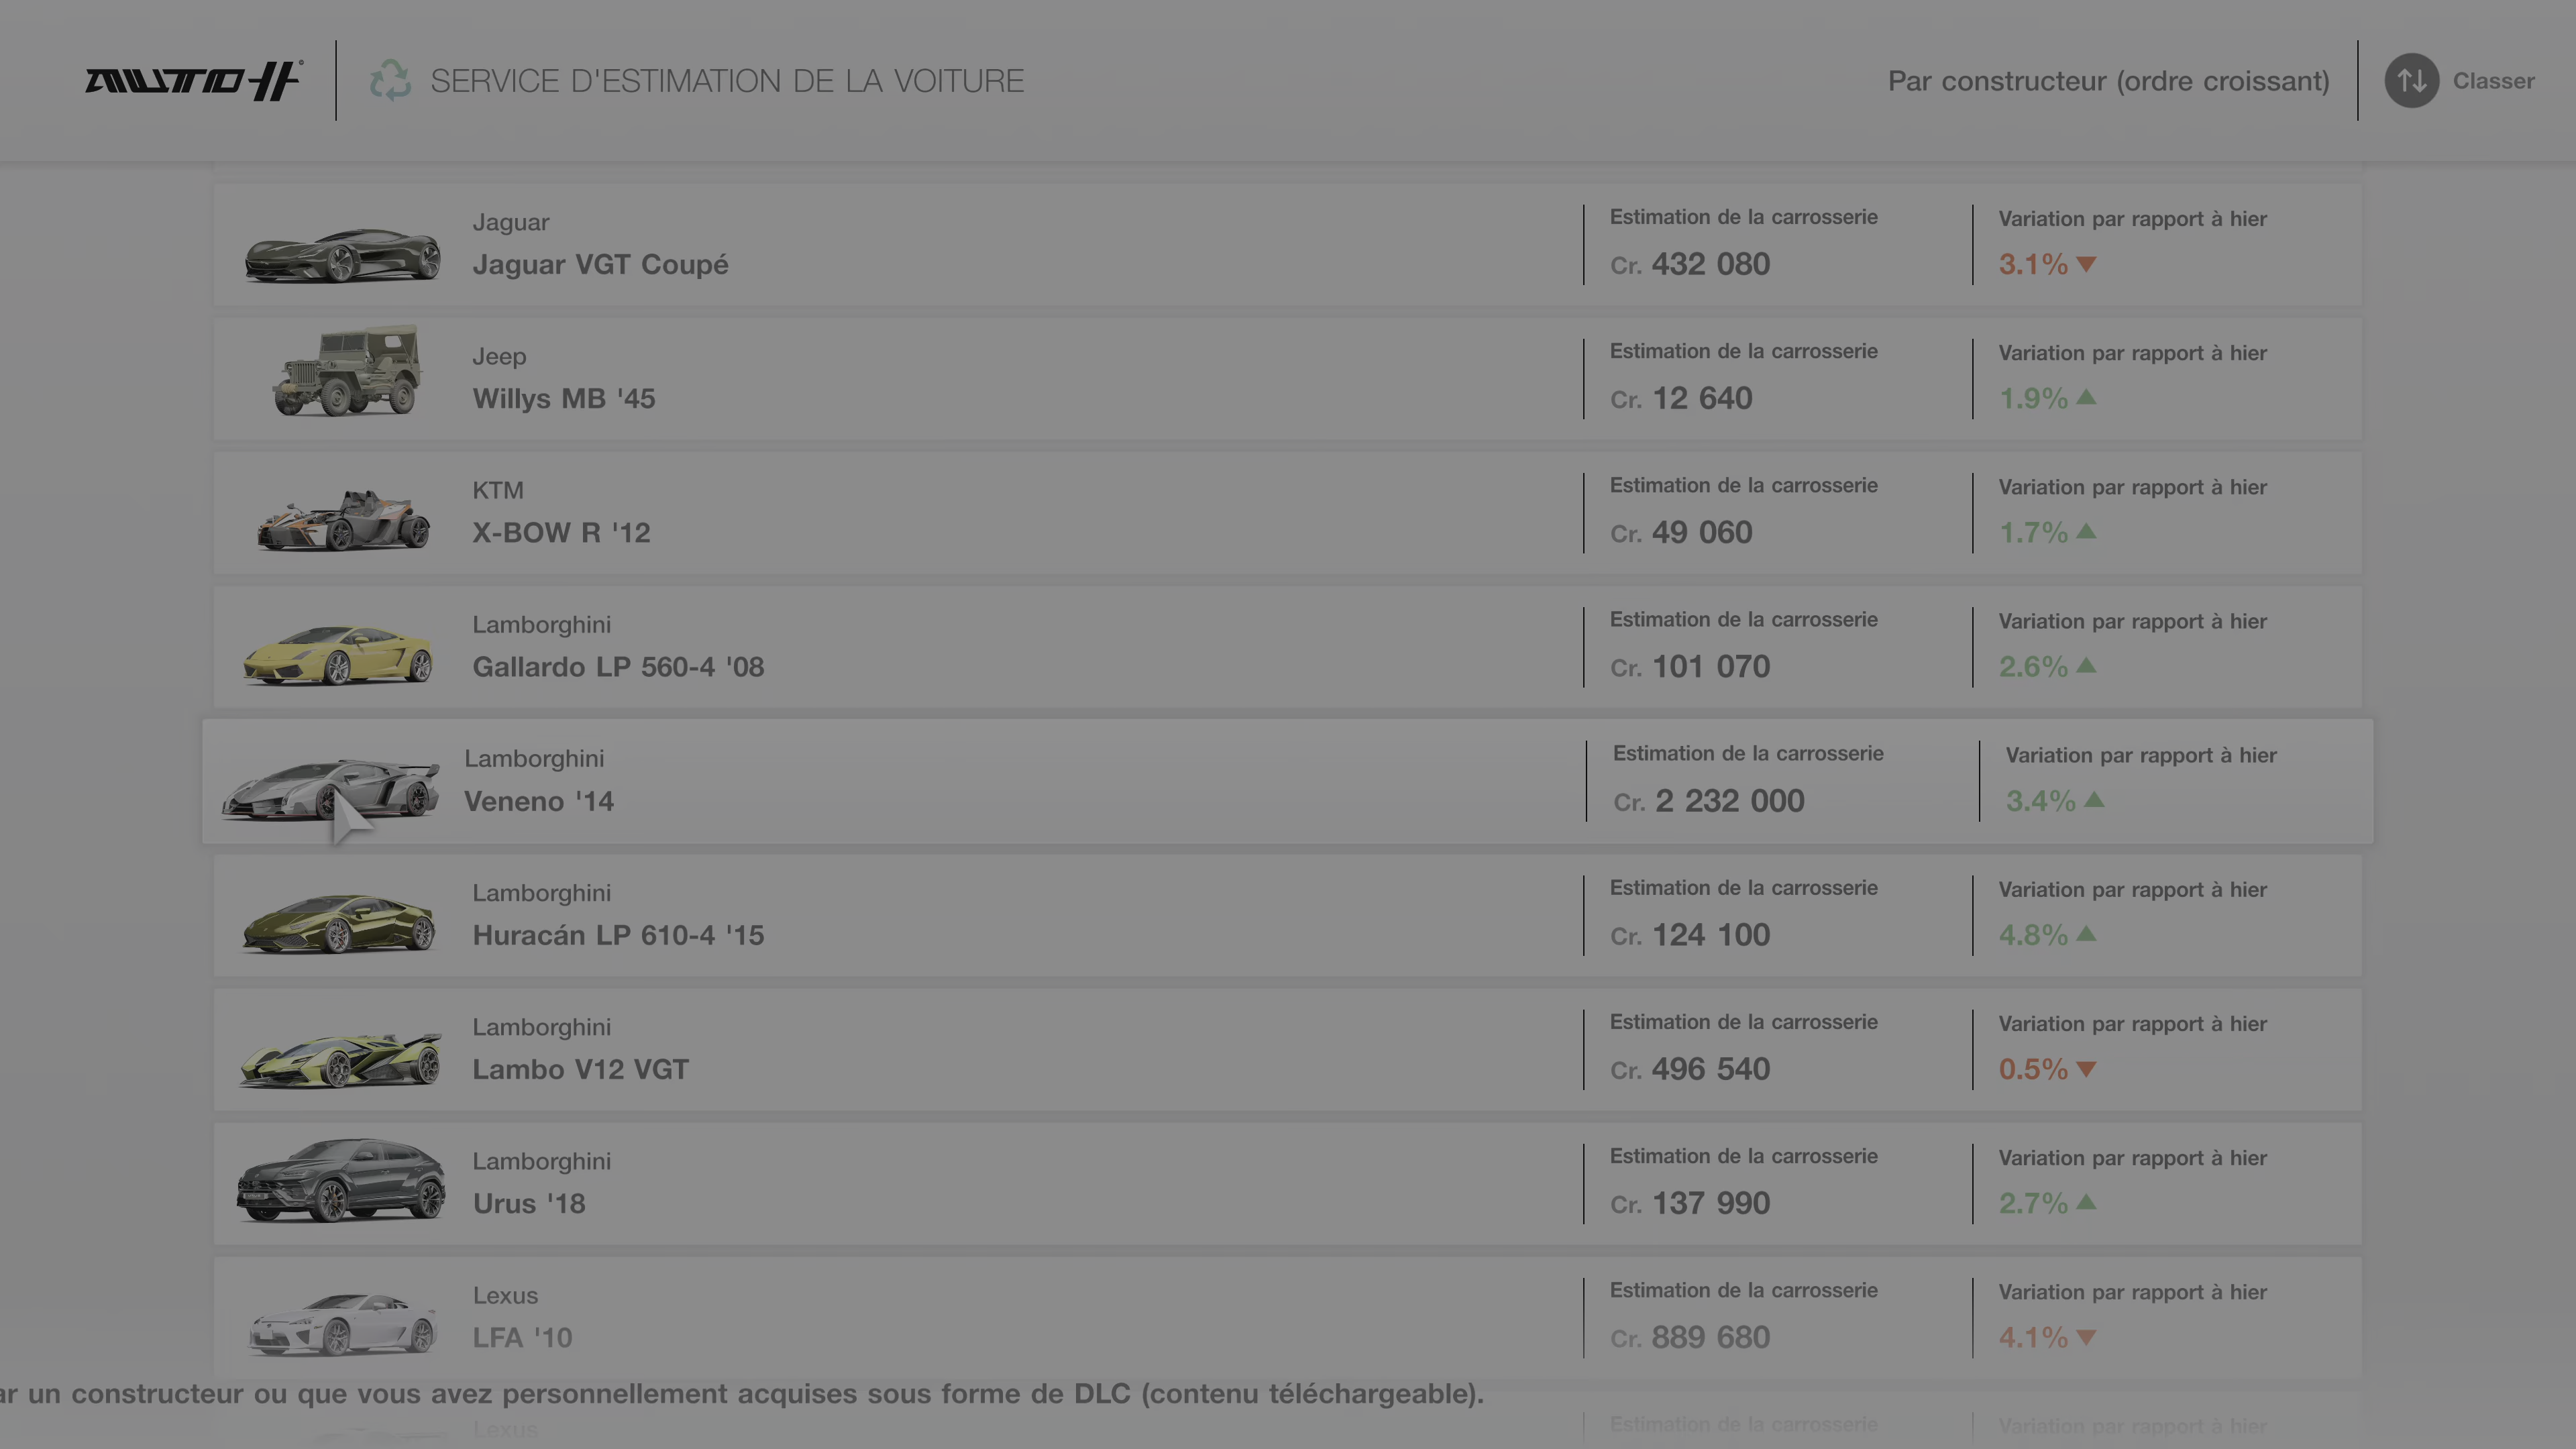 AUTO
SERVICE D'ESTIMATION DE LA VOITURE
Par constructeur (ordre croissant)
Classer
Jaguar
Jaguar VGT Coupé
Estimation de la carrosserie
Cr. 432 080
Variation par rapport à hier
3.1% ▼
Jeep
Willys MB '45
Estimation de la carrosserie
Cr. 12 640
Variation par rapport à hier
1.9% ▲
KTM
X-BOW R '12
Estimation de la carrosserie
Cr. 49 060
Variation par rapport à hier
1.7% ▲
Lamborghini
Gallardo LP 560-4 '08
Estimation de la carrosserie
Cr. 101 070
Variation par rapport à hier
2.6% ▲
Lamborghini
Veneno '14
Estimation de la carrosserie
Cr. 2 232 000
Variation par rapport à hier
3.4% ▲
Lamborghini
Huracán LP 610-4 '15
Estimation de la carrosserie
Cr. 124 100
Variation par rapport à hier
4.8% ▲
Lamborghini
Lambo V12 VGT
Estimation de la carrosserie
Cr. 496 540
Variation par rapport à hier
0.5% ▼
Lamborghini
Urus '18
Estimation de la carrosserie
Cr. 137 990
Variation par rapport à hier
2.7% ▲
Lexus
LFA '10
Estimation de la carrosserie
Cr. 889 680
Variation par rapport à hier
4.1% ▼
ar un constructeur ou que vous avez personnellement acquises sous forme de DLC (contenu téléchargeable).
Lexus
Estimation de la carrosserie
Variation par rapport à hier